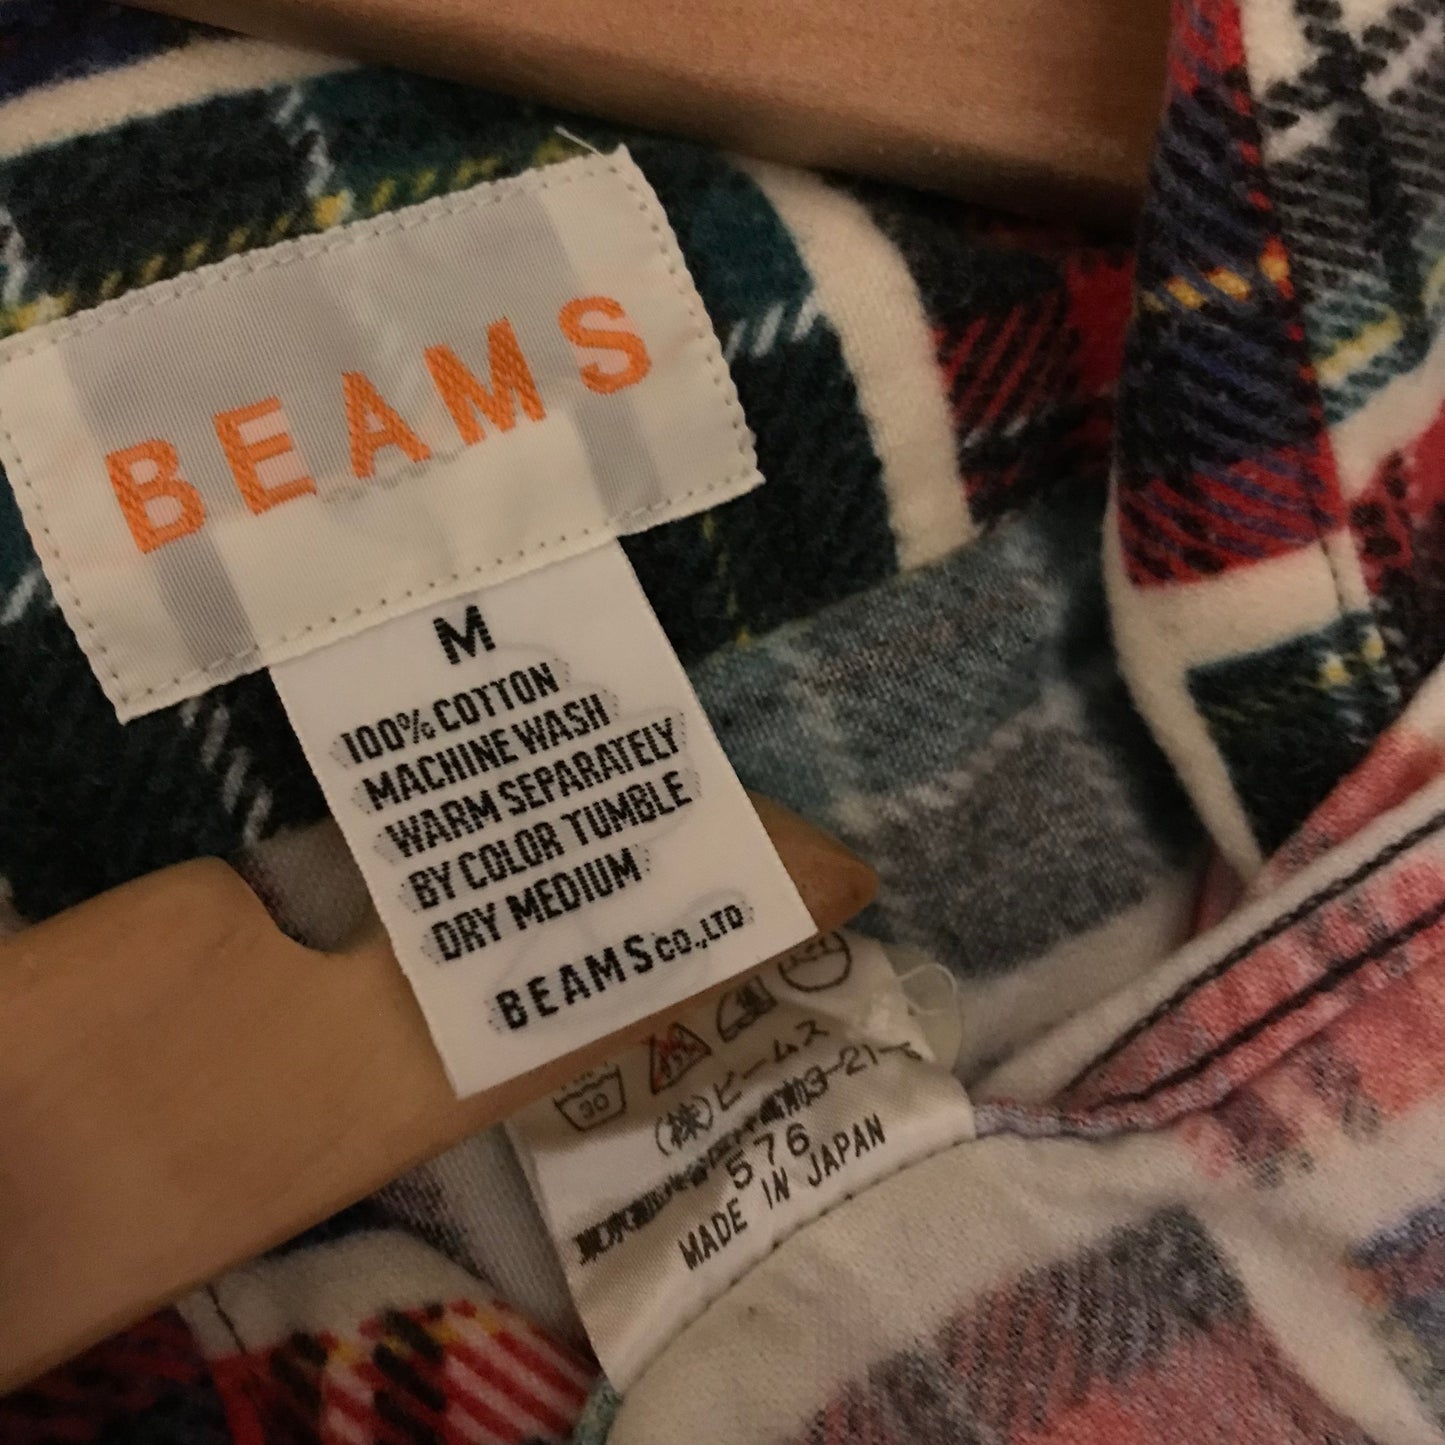 BEAMS
M
100% COTTON
MACHINE WASH
WARM SEPARATELY
BY COLOR TUMBLE
DRY MEDIUM
BEAMS CO.,LTD
30
(株)ビームス
576
MADE IN JAPAN